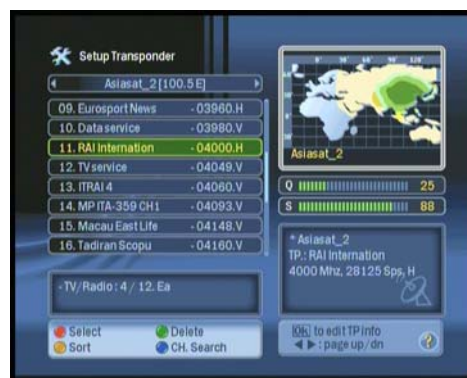 Setup Transponder
Asiasat_2[100.5 E]
09. Eurosport News - 03960.H
10. Data service - 03980.V
11. RAI Internation - 04000.H
12. TV service - 04049.V
13. ITRAI 4 - 04060.V
14. MP ITA-359 CH1 - 04093.V
15. Macau East Life - 04148.V
16. Tadiran Scopu - 04160.V
- TV/Radio : 4 / 12. Ea
Select Delete
Sort CH. Search
Asiasat_2
Q 25
S 88
* Asiasat_2
TP.: RAI Internation
4000 Mhz, 28125 Sps, H
OK to edit TP info
: page up/dn